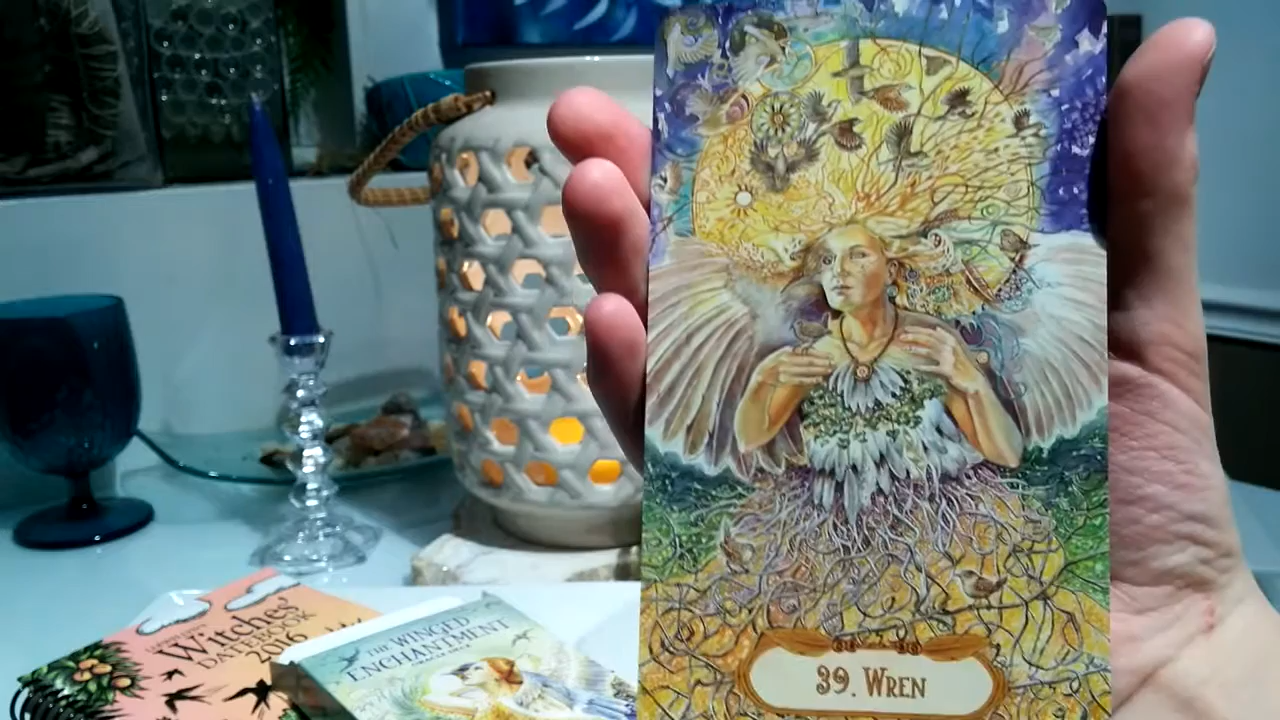 39. WREN
Witches'
DATEBOOK
2016
THE WINGED
ENCHANTMENT